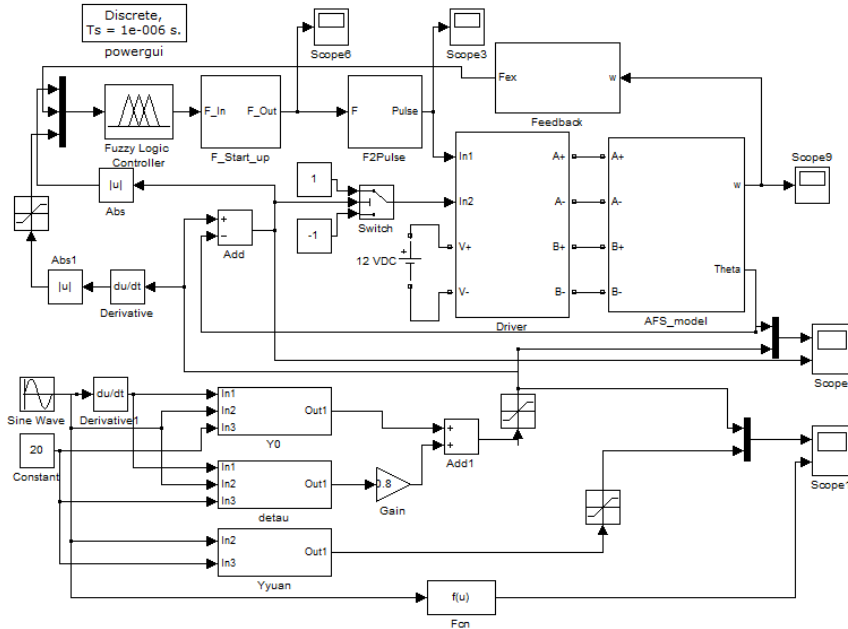 Discrete,
Ts = 1e-006 s.
powergui
Scope6
Scope3
Fex
w
Feedback
Fuzzy Logic
Controller
F_In
F_Out
F_Start_up
F
Pulse
F2Pulse
|u|
Abs
1
-1
Switch
In1
In2
V+
V-
A+
A-
B+
B-
Driver
A+
A-
B+
B-
w
Theta
AFS_model
Scope9
+
−
Add
12 VDC
+
Abs1
|u|
du/dt
Derivative
Scope
Sine Wave
du/dt
Derivative1
20
Constant
In1
In2
In3
Out1
Y0
In1
In2
In3
Out1
detau
0.8
Gain
+
+
Add1
In2
In3
Out1
Yyuan
Scope1
f(u)
Fcn